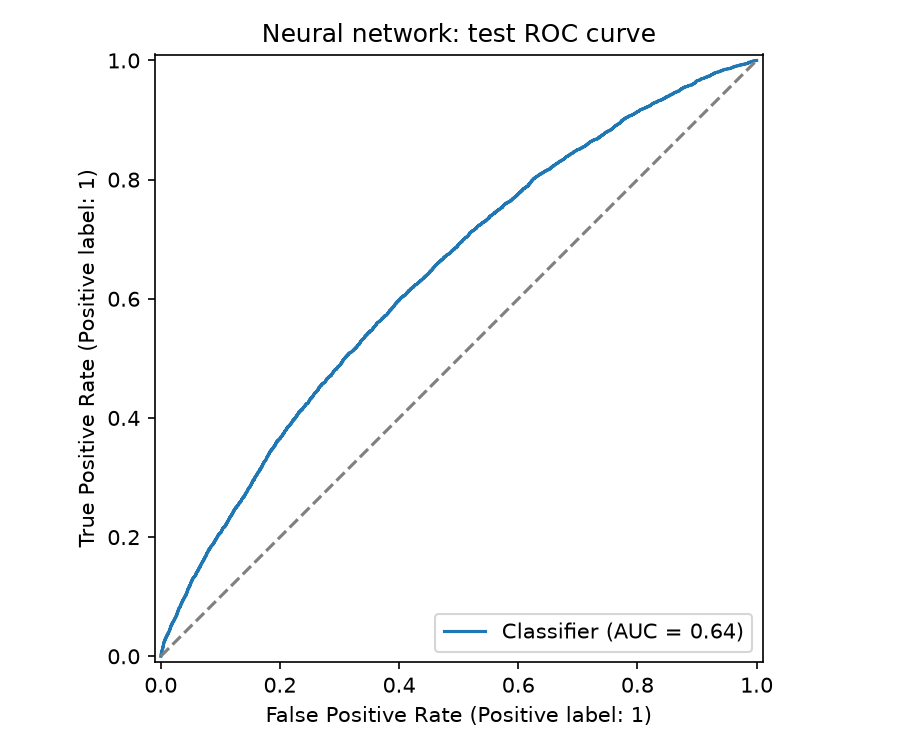 Neural network: test ROC curve
True Positive Rate (Positive label: 1)
1.0
0.8
0.6
0.4
0.2
0.0
Classifier (AUC = 0.64)
0.0 0.2 0.4 0.6 0.8 1.0
False Positive Rate (Positive label: 1)